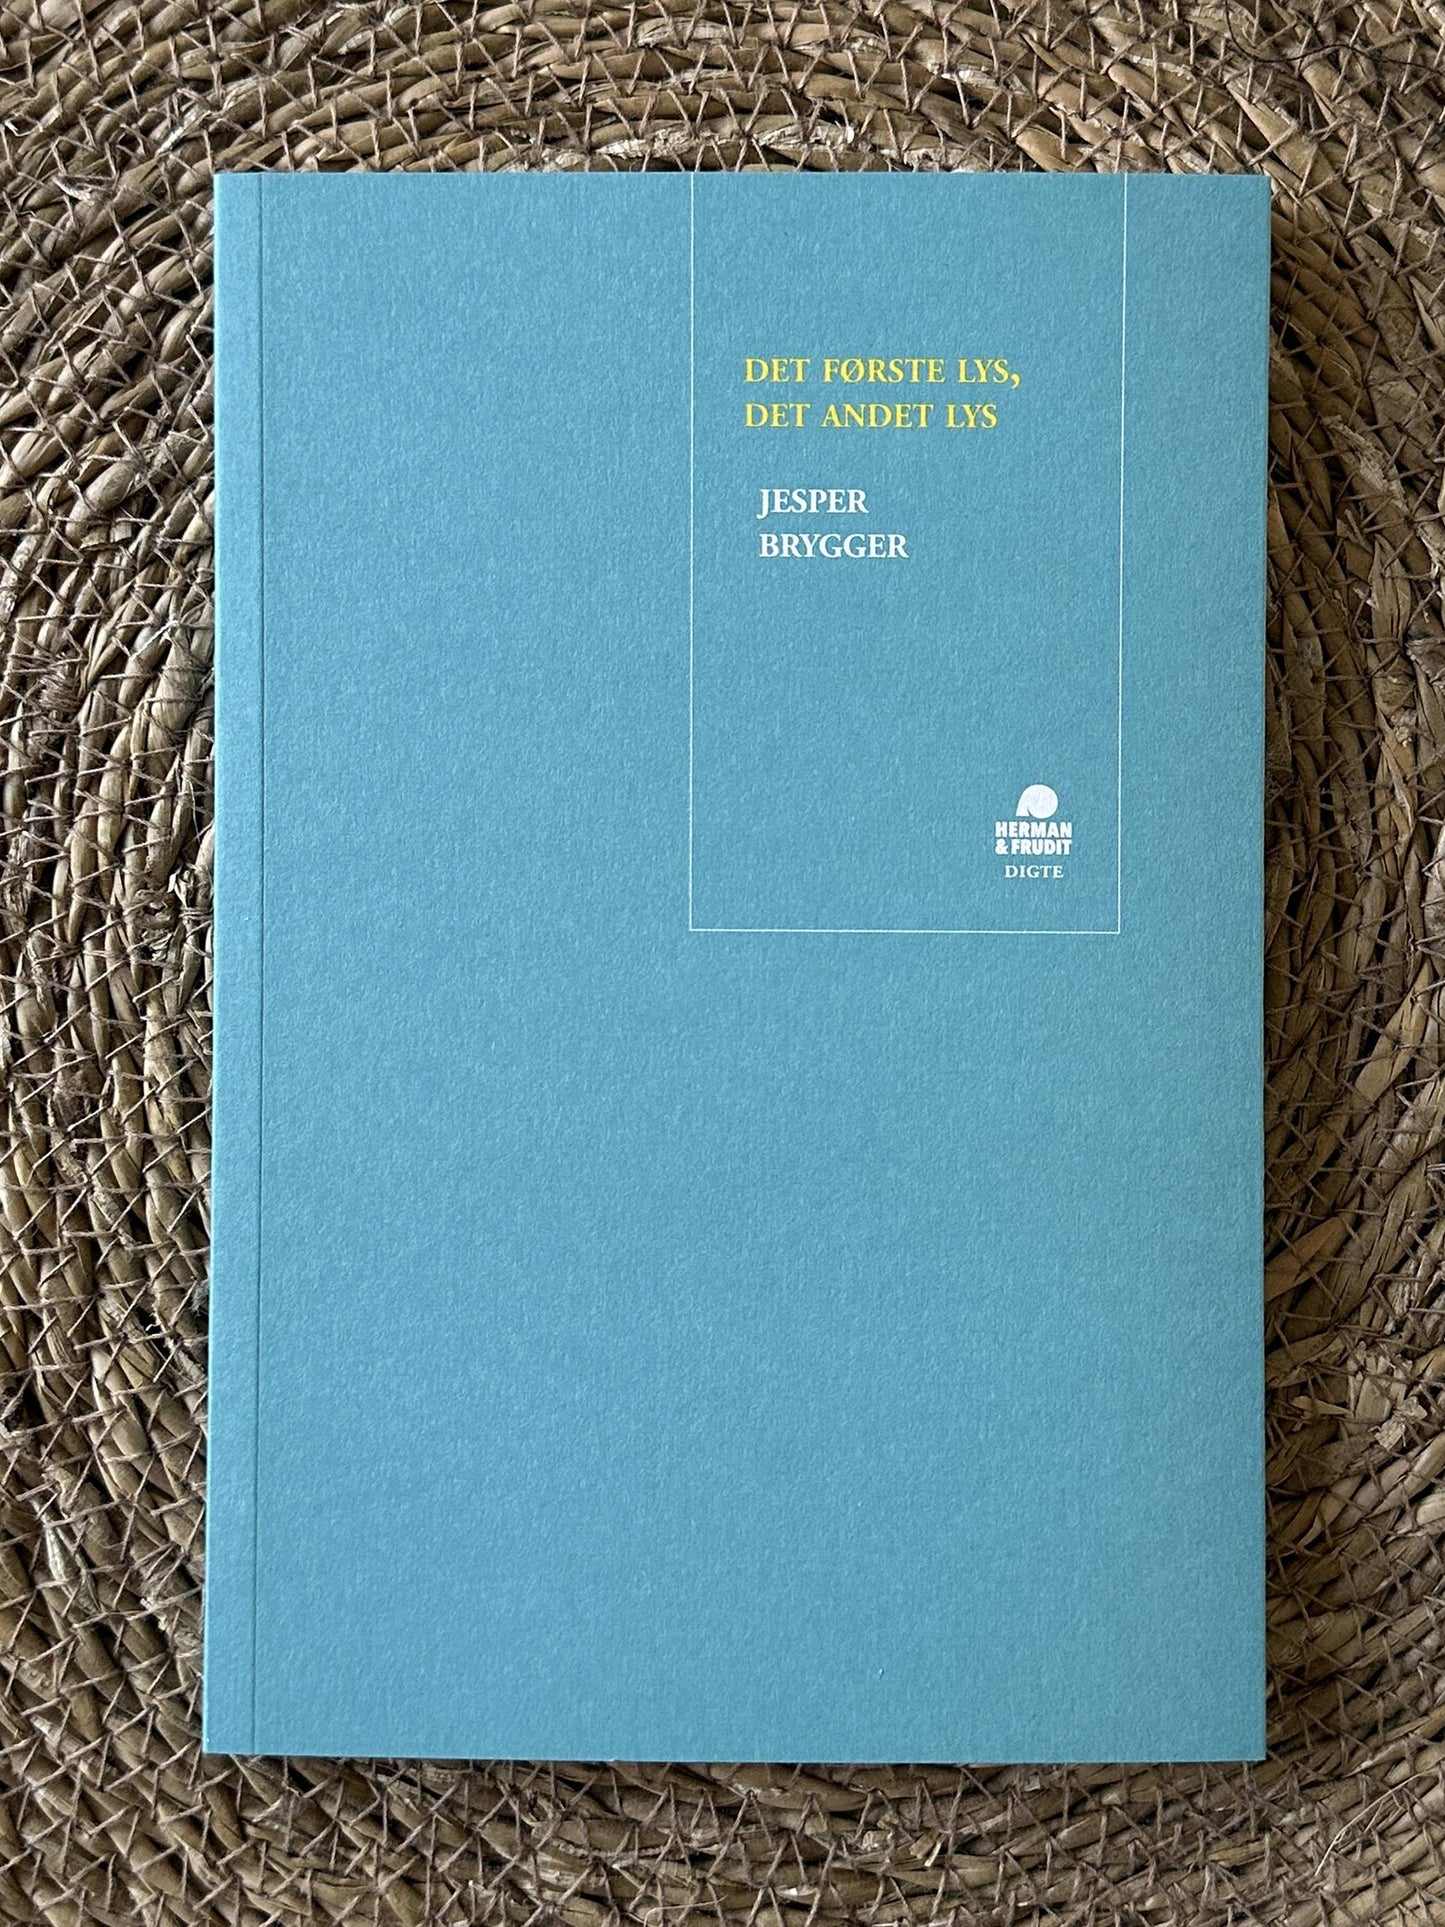 DET FØRSTE LYS,
DET ANDET LYS
JESPER
BRYGGER
HERMAN
& FRUDIT
DIGTE